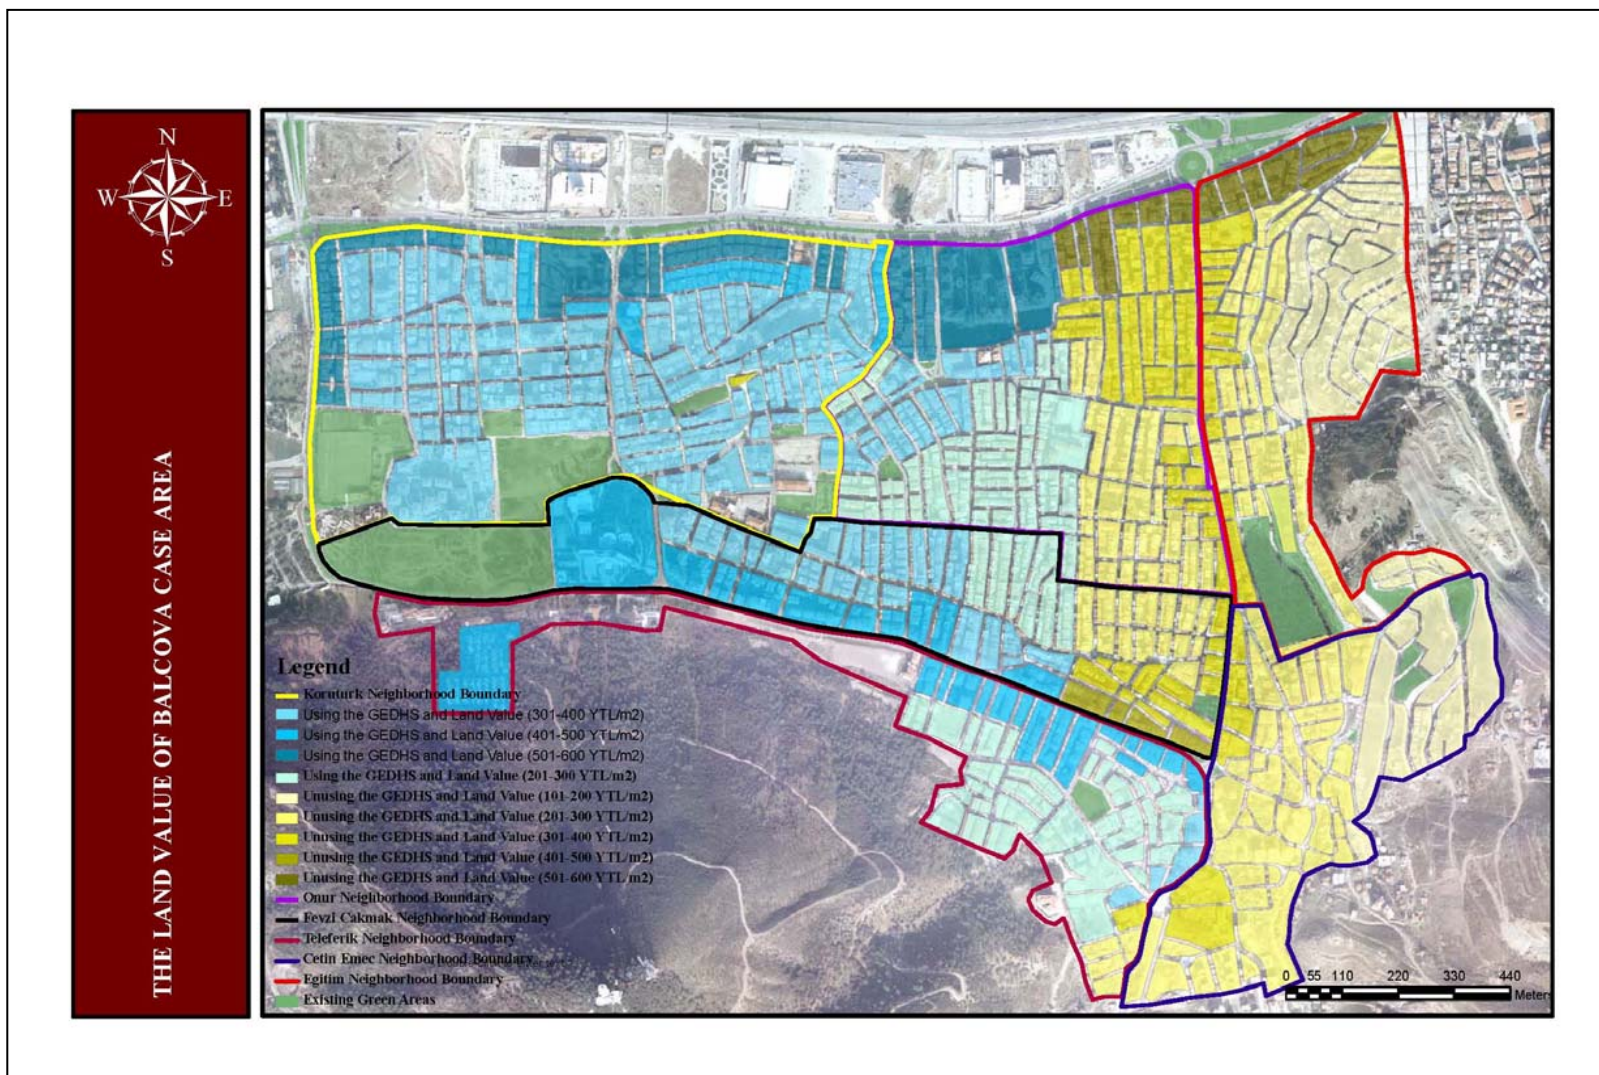 N
W E
S
THE LAND VALUE OF BALCOVA CASE AREA
Legend
Koruturk Neighborhood Boundary
Using the GEDHS and Land Value (301-400 YTL/m2)
Using the GEDHS and Land Value (401-500 YTL/m2)
Using the GEDHS and Land Value (501-600 YTL/m2)
Using the GEDHS and Land Value (201-300 YTL/m2)
Unusing the GEDHS and Land Value (101-200 YTL/m2)
Unusing the GEDHS and Land Value (201-300 YTL/m2)
Unusing the GEDHS and Land Value (301-400 YTL/m2)
Unusing the GEDHS and Land Value (401-500 YTL/m2)
Unusing the GEDHS and Land Value (501-600 YTL/m2)
Onur Neighborhood Boundary
Fevzi Cakmak Neighborhood Boundary
Teleferik Neighborhood Boundary
Cetin Emec Neighborhood Boundary
Egitim Neighborhood Boundary
Existing Green Areas
0 55 110 220 330 440
Meters